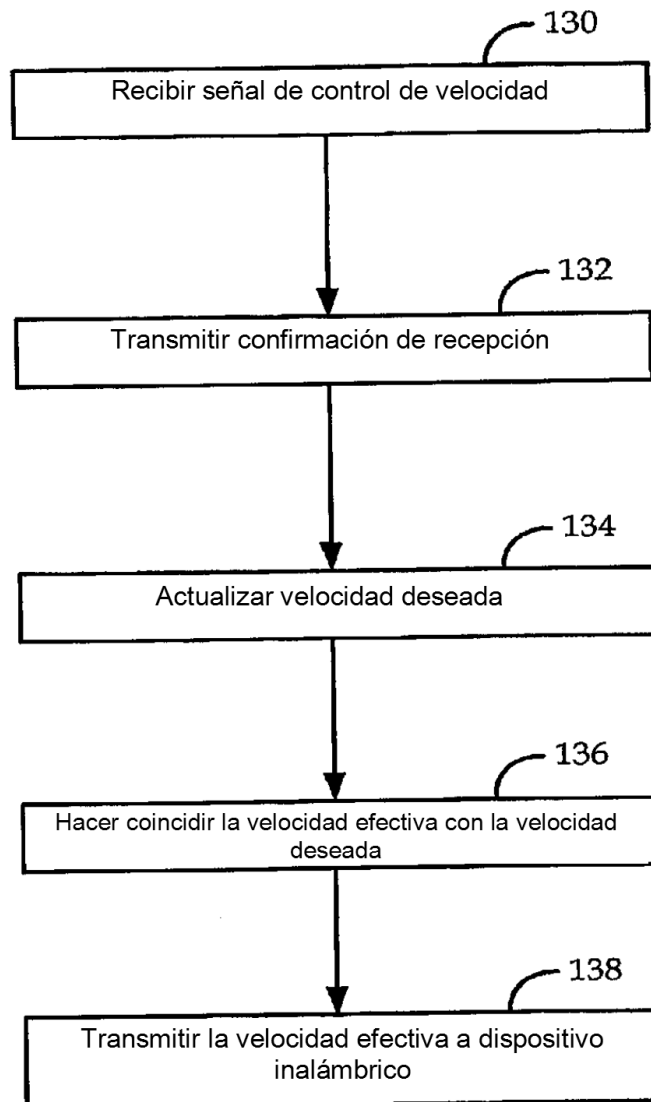 130
Recibir señal de control de velocidad
132
Transmitir confirmación de recepción
134
Actualizar velocidad deseada
136
Hacer coincidir la velocidad efectiva con la velocidad
deseada
138
Transmitir la velocidad efectiva a dispositivo
inalámbrico